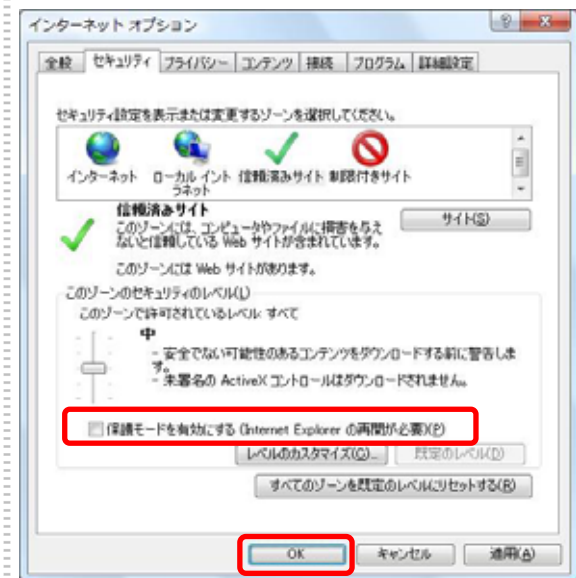 インターネット オプション
全般 セキュリティ プライバシー コンテンツ 接続 プログラム 詳細設定
セキュリティ設定を表示または変更するゾーンを選択してください。
インターネット ローカル イントラネット 信頼済みサイト 制限付きサイト
信頼済みサイト
サイト(S)
このゾーンには、コンピュータやファイルに損害を与え
ないと信頼している Web サイトが含まれています。
このゾーンには Web サイトがあります。
このゾーンのセキュリティのレベル(L)
このゾーンで許可されているレベル: すべて
中
- 安全でない可能性のあるコンテンツをダウンロードする前に警告しま
す。
- 未署名の ActiveX コントロールはダウンロードされません。
保護モードを有効にする (Internet Explorer の再開が必要)(P)
レベルのカスタマイズ(C)... 既定のレベル(D)
すべてのゾーンを既定のレベルにリセットする(R)
OK キャンセル 適用(A)